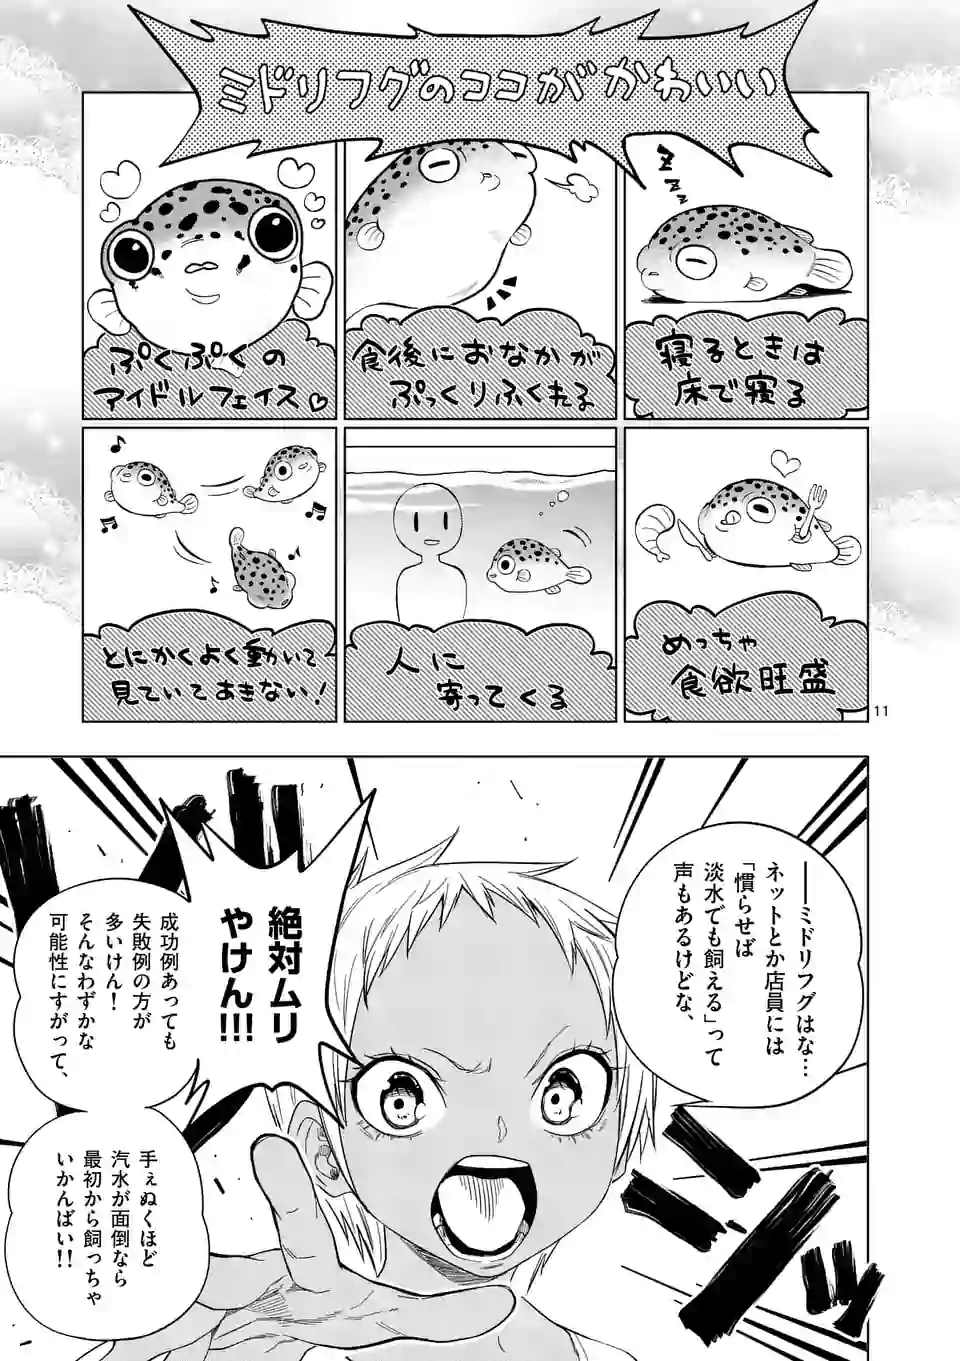 ミドリフグのココがかわいい
ぷくぷくの
アイドルフェイス♡
食後におなかが
ぷっくりふくれる
寝るときは
床で寝る
とにかくよく動いて
見ていてあきない!
人に
寄ってくる
めっちゃ
食欲旺盛
11
――ミドリフグはな…
ネットとか店員には
「慣らせば
淡水でも飼える」って
声もあるけどな、
絶対ムリ
やけん!!!
成功例あっても
失敗例の方が
多いけん!
そんなわずかな
可能性にすがって、
手ぇぬくほど
汽水が面倒なら
最初から飼っちゃ
いかんばい!!